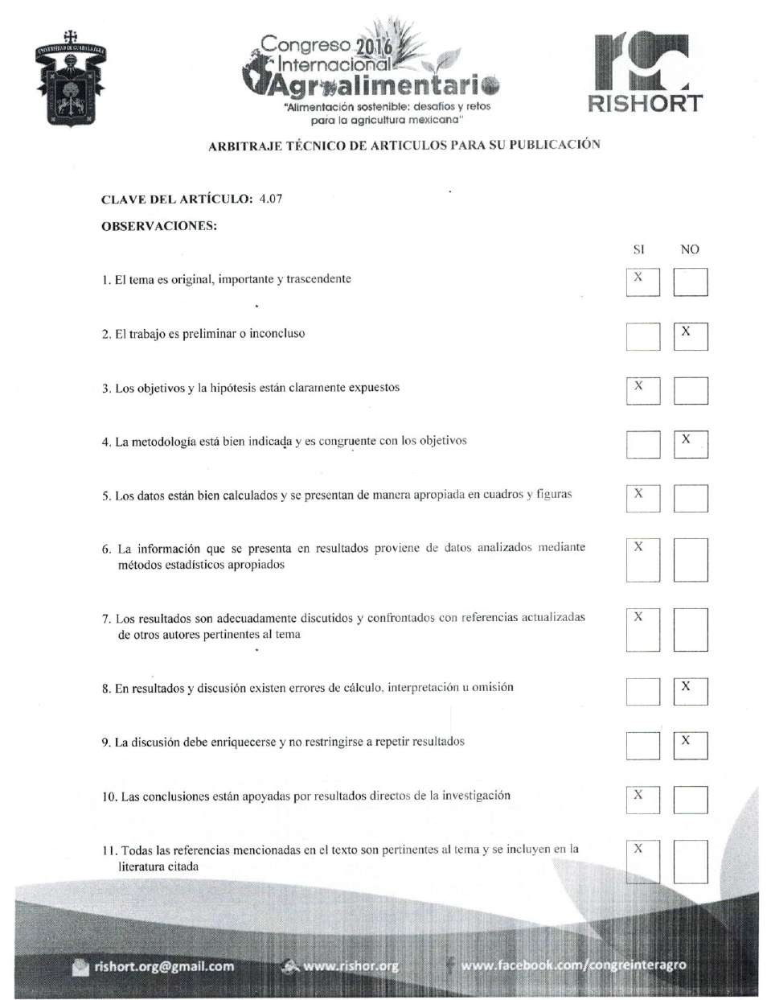 UNIVERSIDAD DE GUADALAJARA
Congreso 2016
Internacional
Agroalimentario
"Alimentación sostenible: desafíos y retos
para la agricultura mexicana"
RISHORT
ARBITRAJE TÉCNICO DE ARTICULOS PARA SU PUBLICACIÓN
CLAVE DEL ARTÍCULO: 4.07
OBSERVACIONES:
SI NO
1. El tema es original, importante y trascendente X
2. El trabajo es preliminar o inconcluso X
3. Los objetivos y la hipótesis están claramente expuestos X
4. La metodología está bien indicada y es congruente con los objetivos X
5. Los datos están bien calculados y se presentan de manera apropiada en cuadros y figuras X
6. La información que se presenta en resultados proviene de datos analizados mediante X
métodos estadísticos apropiados
7. Los resultados son adecuadamente discutidos y confrontados con referencias actualizadas X
de otros autores pertinentes al tema
8. En resultados y discusión existen errores de cálculo, interpretación u omisión X
9. La discusión debe enriquecerse y no restringirse a repetir resultados X
10. Las conclusiones están apoyadas por resultados directos de la investigación X
11. Todas las referencias mencionadas en el texto son pertinentes al tema y se incluyen en la X
literatura citada
rishort.org@gmail.com www.rishor.org www.facebook.com/congreinteragro